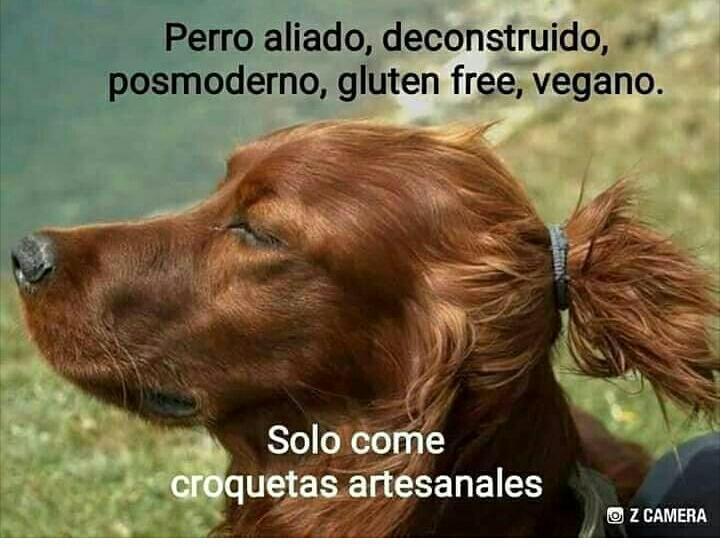 Perro aliado, deconstruido,
posmoderno, gluten free, vegano.
Solo come
croquetas artesanales
Z CAMERA